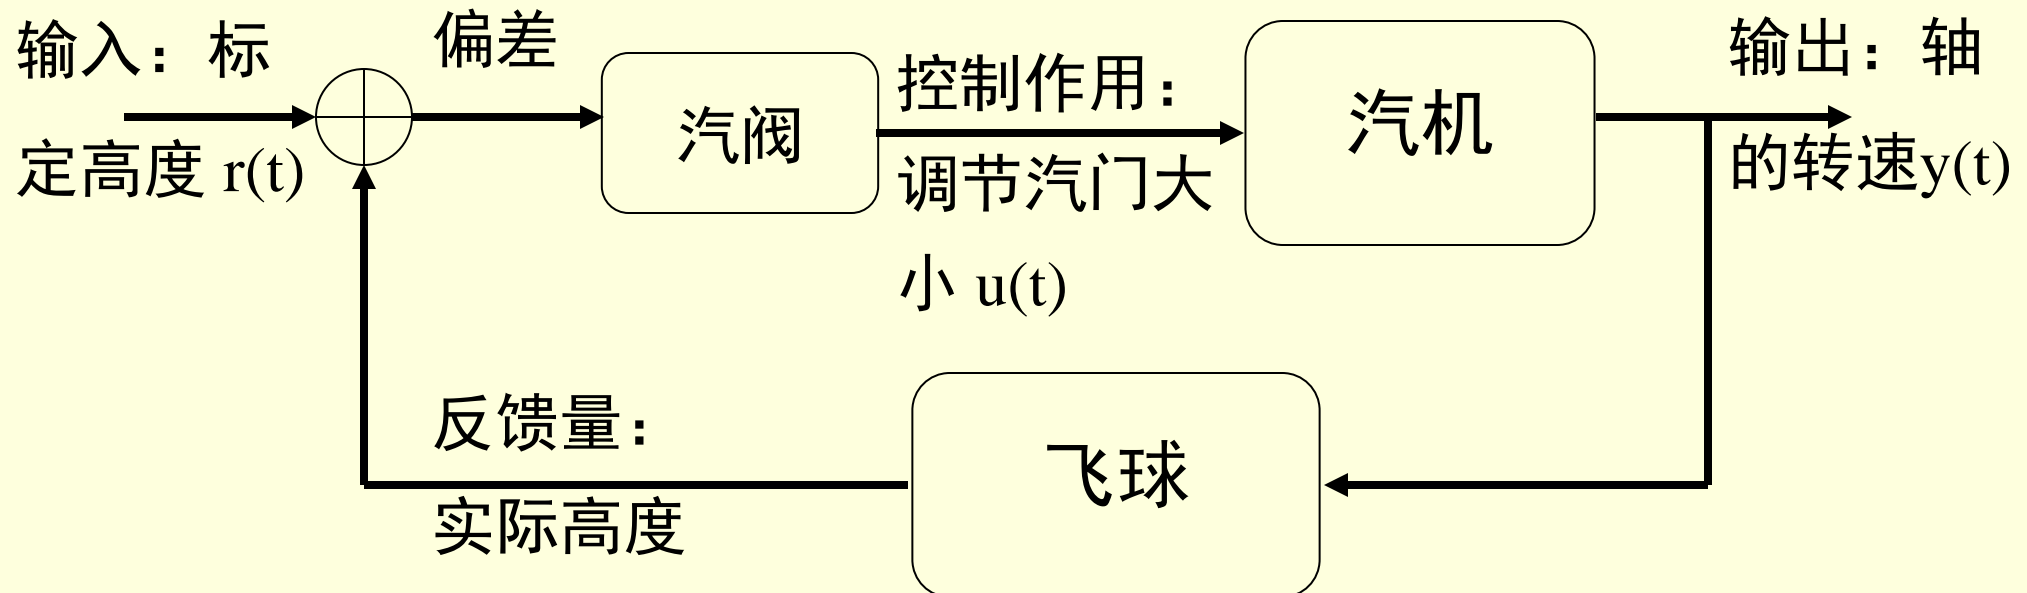 输入：标
定高度 r(t)
偏差
汽阀
控制作用：
调节汽门大
小 u(t)
汽机
输出：轴
的转速y(t)
反馈量：
实际高度
飞球